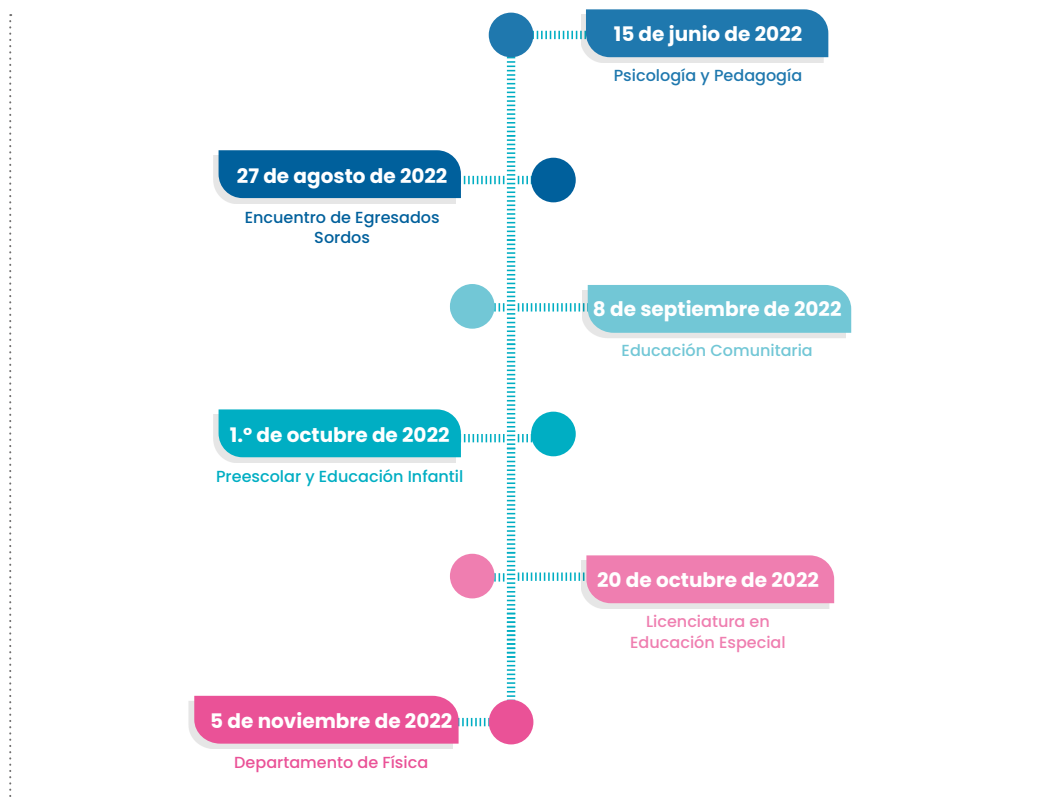 15 de junio de 2022
Psicología y Pedagogía
27 de agosto de 2022
Encuentro de Egresados
Sordos
8 de septiembre de 2022
Educación Comunitaria
1.º de octubre de 2022
Preescolar y Educación Infantil
20 de octubre de 2022
Licenciatura en
Educación Especial
5 de noviembre de 2022
Departamento de Física